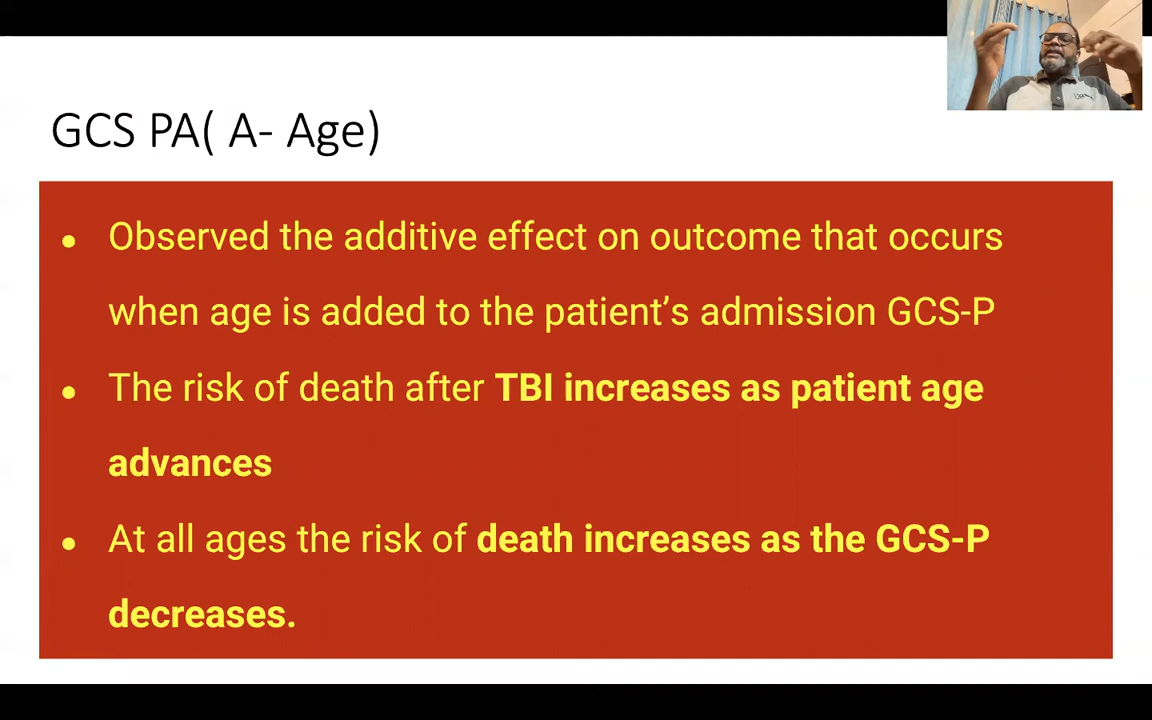 GCS PA( A- Age)
● Observed the additive effect on outcome that occurs
when age is added to the patient’s admission GCS-P
● The risk of death after TBI increases as patient age
advances
● At all ages the risk of death increases as the GCS-P
decreases.